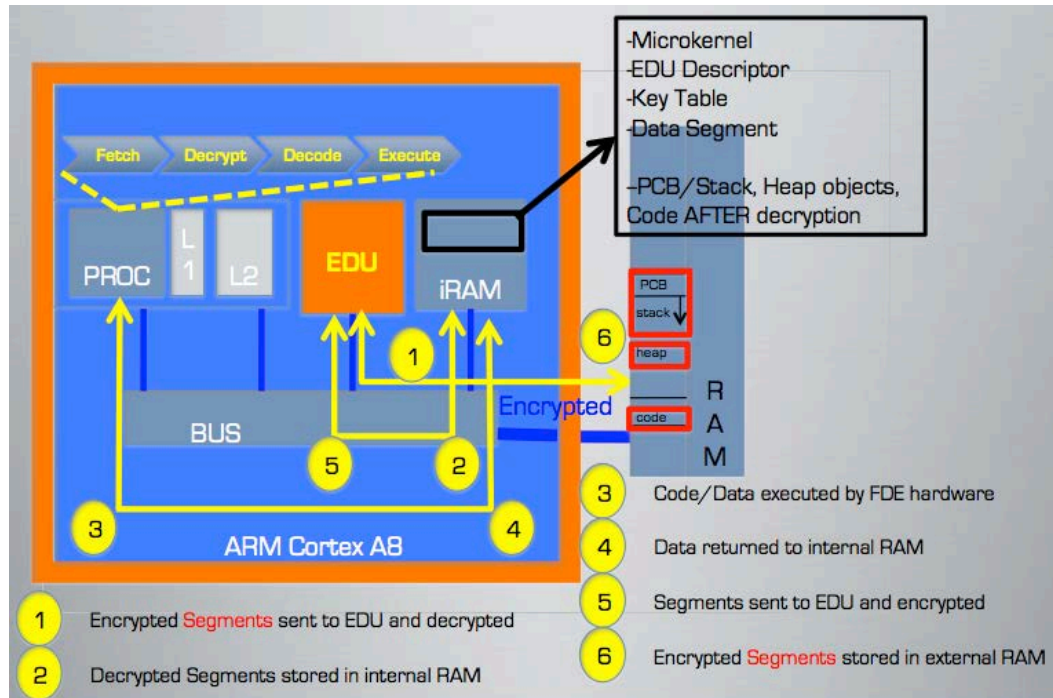 -Microkernel
-EDU Descriptor
-Key Table
-Data Segment
-PCB/Stack, Heap objects,
Code AFTER decryption
Fetch
Decrypt
Decode
Execute
PROC
L
1
L2
EDU
iRAM
PCB
stack
heap
code
R
A
M
1
6
Encrypted
BUS
5
2
3
4
ARM Cortex A8
1 Encrypted Segments sent to EDU and decrypted
2 Decrypted Segments stored in internal RAM
3 Code/Data executed by FDE hardware
4 Data returned to internal RAM
5 Segments sent to EDU and encrypted
6 Encrypted Segments stored in external RAM